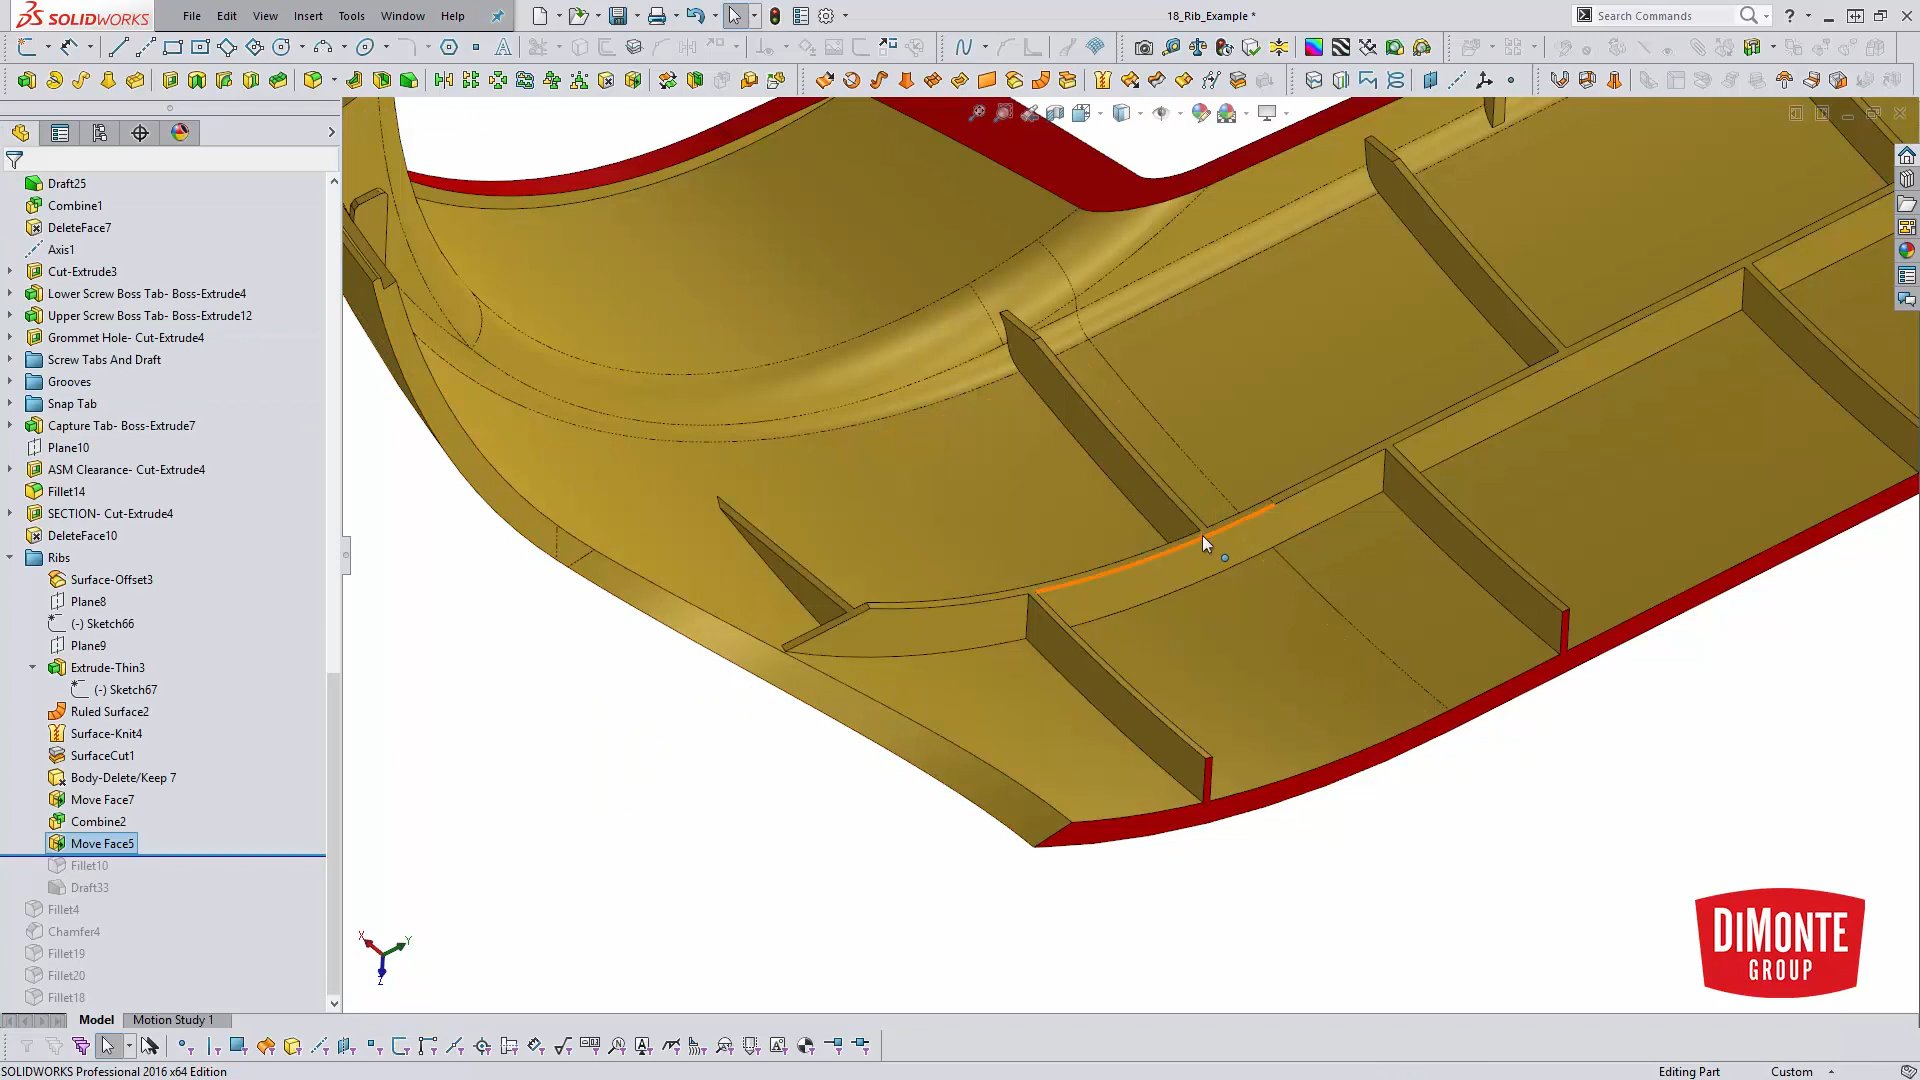 SOLIDWORKS
File Edit View Insert Tools Window Help
18_Rib_Example *
Search Commands
Draft25
Combine1
DeleteFace7
Axis1
Cut-Extrude3
Lower Screw Boss Tab- Boss-Extrude4
Upper Screw Boss Tab- Boss-Extrude12
Grommet Hole- Cut-Extrude4
Screw Tabs And Draft
Grooves
Snap Tab
Capture Tab- Boss-Extrude7
Plane10
ASM Clearance- Cut-Extrude4
Fillet14
SECTION- Cut-Extrude4
DeleteFace10
Ribs
Surface-Offset3
Plane8
(-) Sketch66
Plane9
Extrude-Thin3
(-) Sketch67
Ruled Surface2
Surface-Knit4
SurfaceCut1
Body-Delete/Keep 7
Move Face7
Combine2
Move Face5
Fillet10
Draft33
Fillet4
Chamfer4
Fillet19
Fillet20
Fillet18
X Y
Z
DIMONTE
GROUP
Model Motion Study 1
SOLIDWORKS Professional 2016 x64 Edition
Editing Part Custom